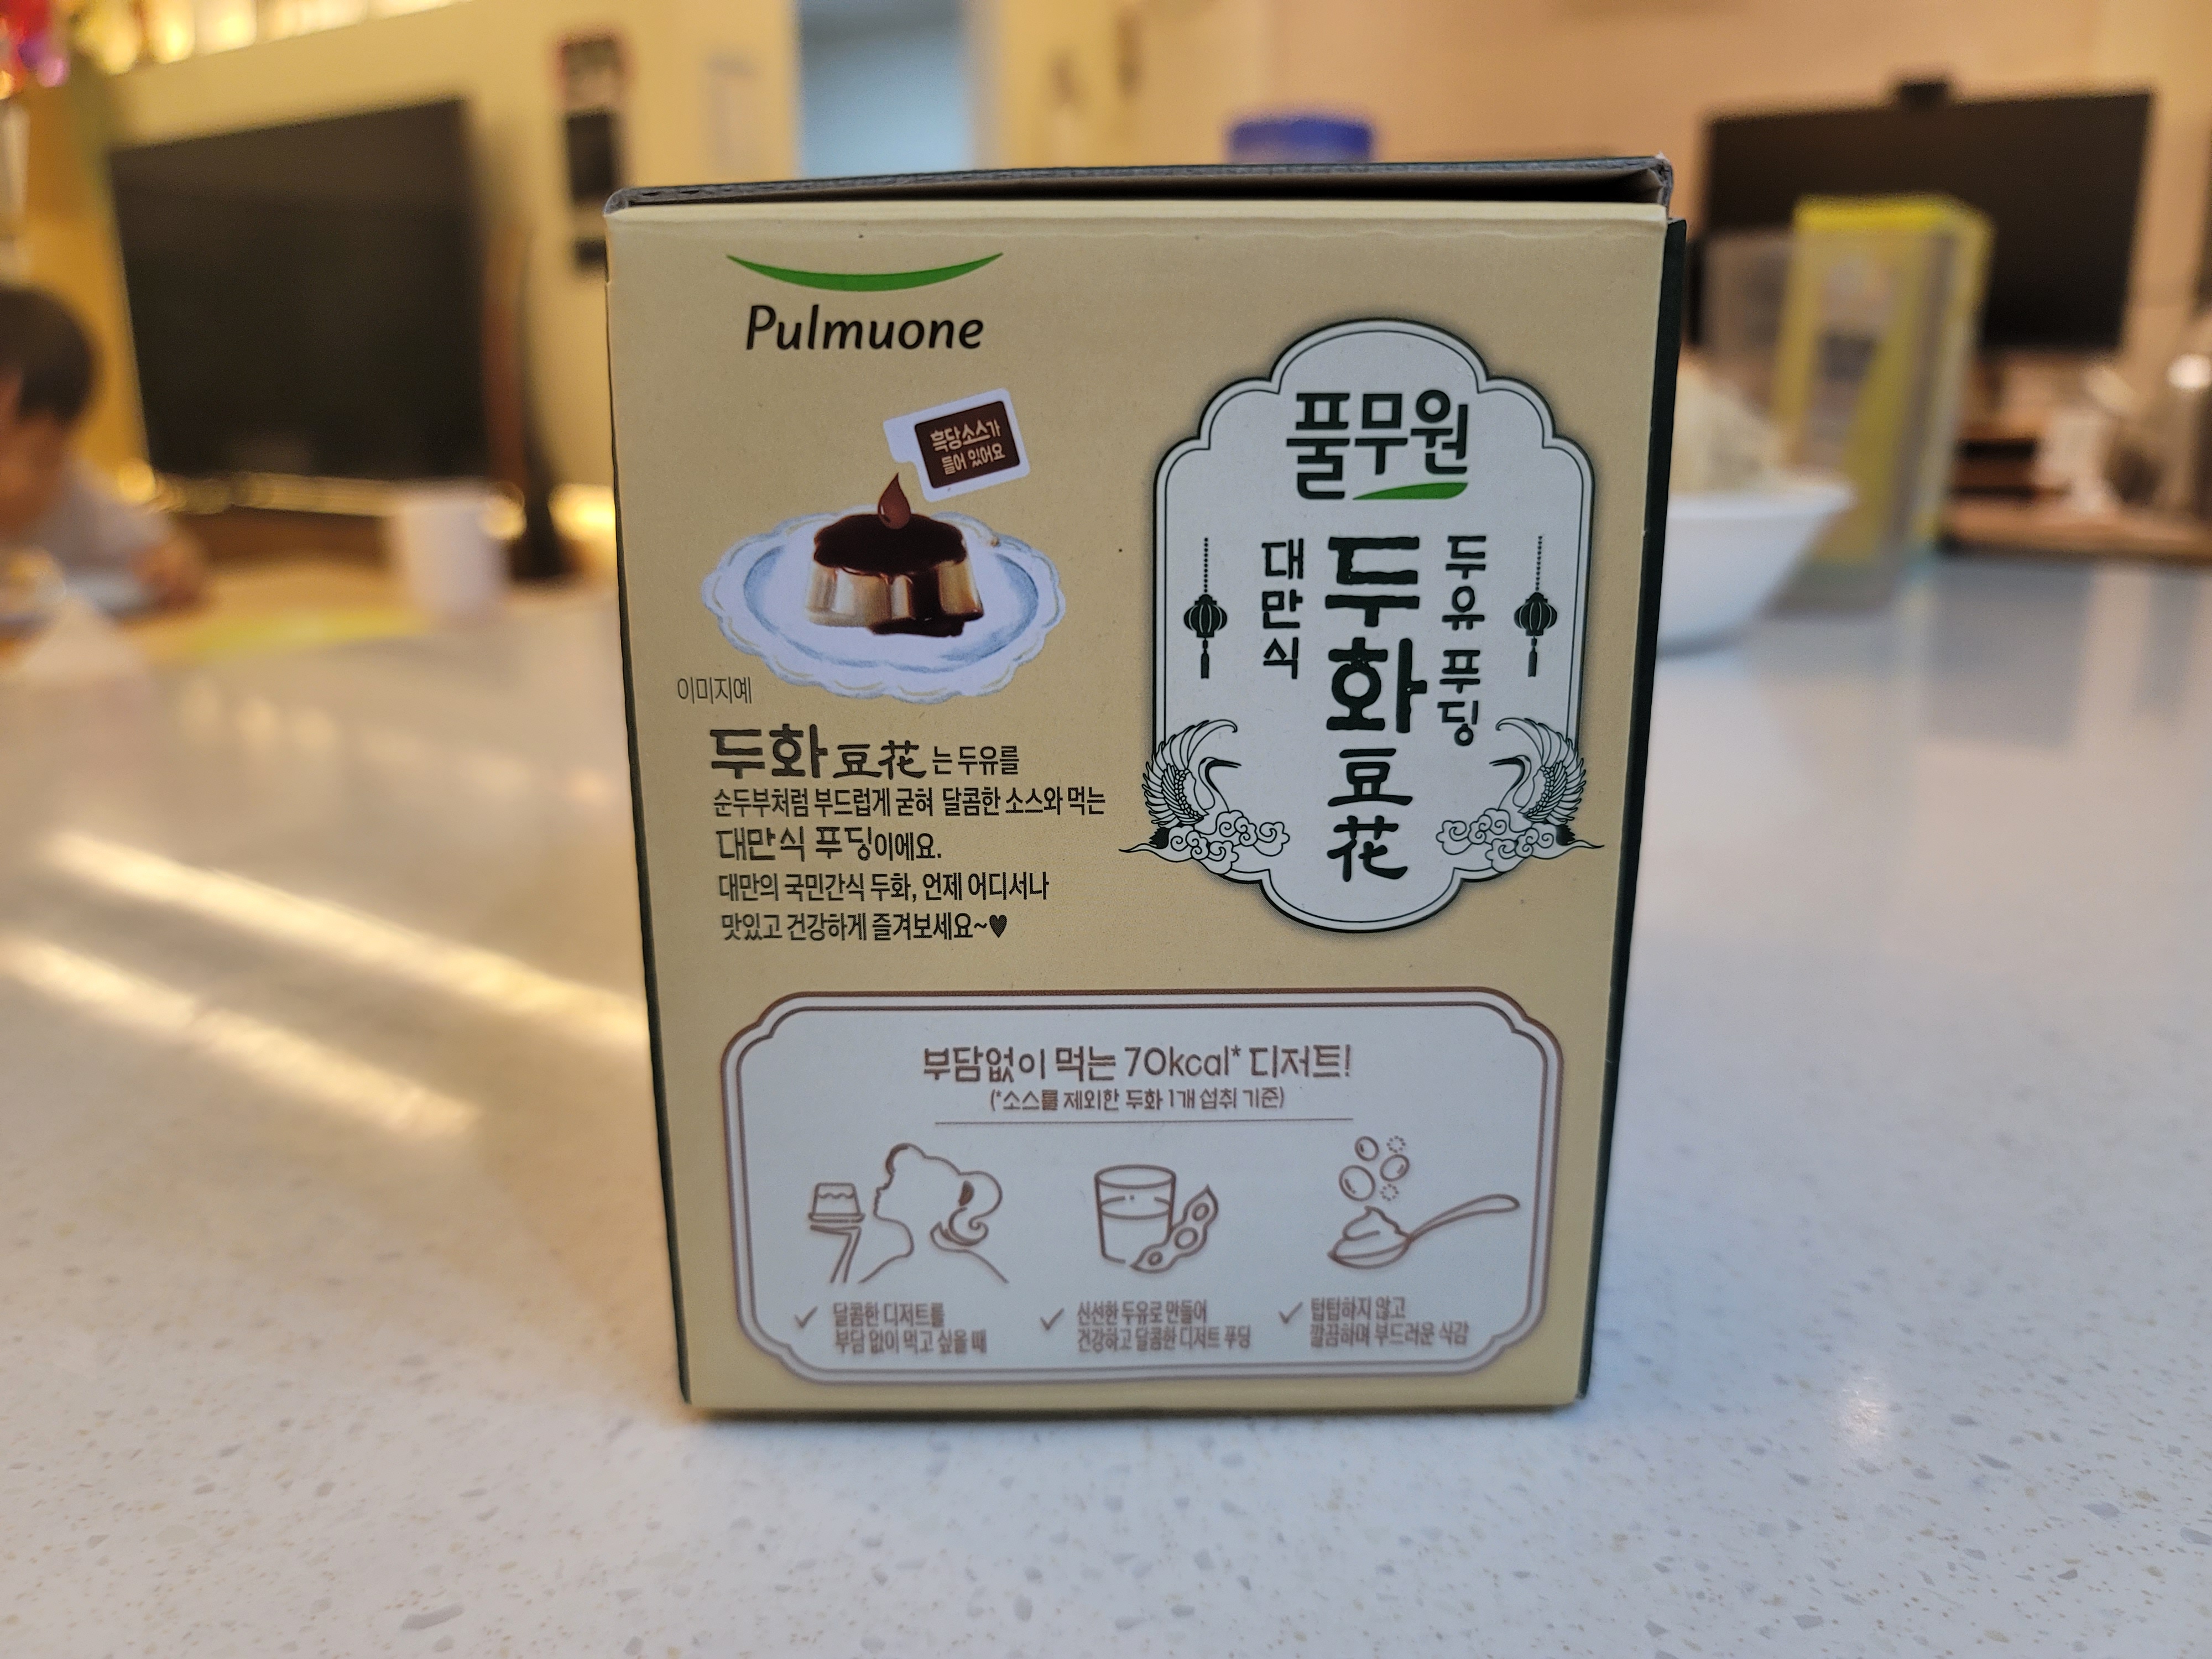 Pulmuone
흑당소스가
들어 있어요
이미지예
두화 豆花 는 두유를
순두부처럼 부드럽게 굳혀 달콤한 소스와 먹는
대만식 푸딩이에요.
대만의 국민간식 두화, 언제 어디서나
맛있고 건강하게 즐겨보세요~♥
풀무원
대만식
두화豆花
두유 푸딩
부담없이 먹는 70kcal* 디저트!
(*소스를 제외한 두화 1개 섭취 기준)
달콤한 디저트를
부담 없이 먹고 싶을 때
신선한 두유로 만들어
건강하고 달콤한 디저트 푸딩
텁텁하지 않고
깔끔하며 부드러운 식감